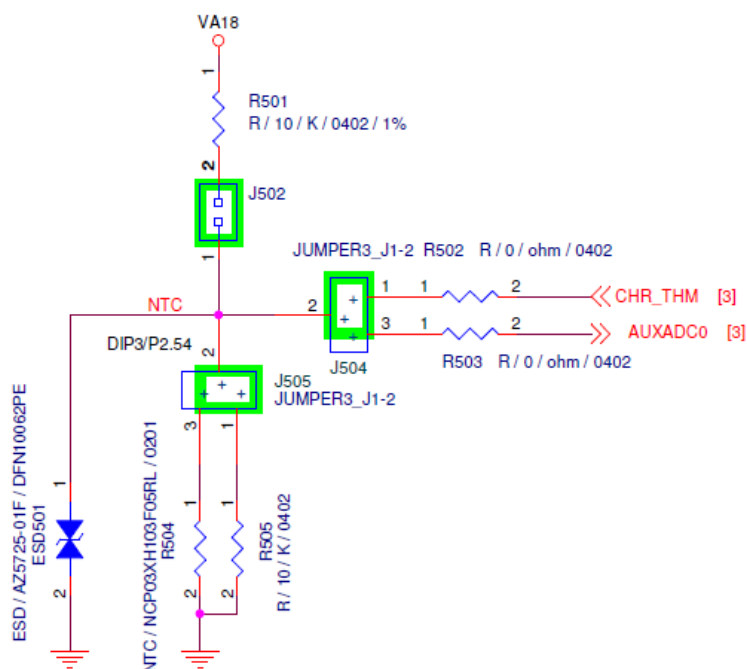 VA18
1
R501
R / 10 / K / 0402 / 1%
2
J502
1
JUMPER3_J1-2 R502 R / 0 / ohm / 0402
NTC
2
1
1
2
CHR_THM [3]
3
1
2
AUXADC0 [3]
DIP3/P2.54
2
J504
R503 R / 0 / ohm / 0402
J505
JUMPER3_J1-2
3
1
1
1
1
2
2
2
ESD / AZ5725-01F / DFN10062PE
ESD501
NTC / NCP03XH103F05RL / 0201
R504
R505
R / 10 / K / 0402